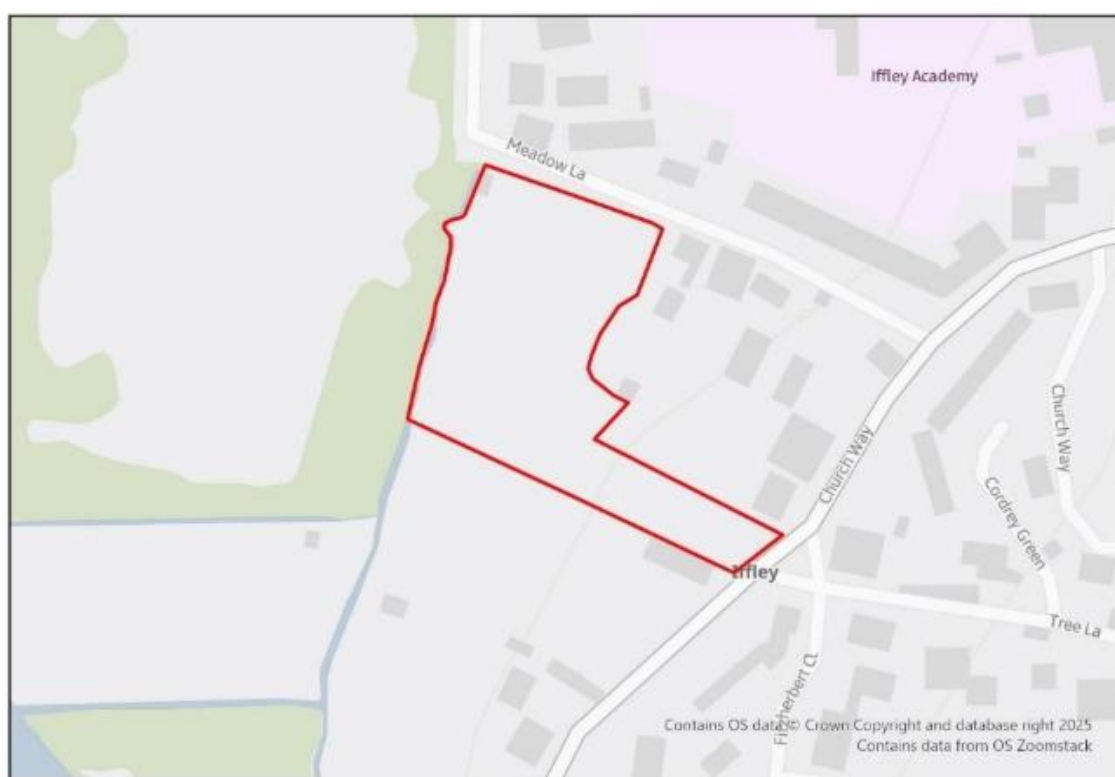 Iffley Academy
Meadow La
Church Way
Church Way
Cordrey Green
Iffley
Tree La
Fitzherbert Cl
Contains OS data © Crown Copyright and database right 2025
Contains data from OS Zoomstack